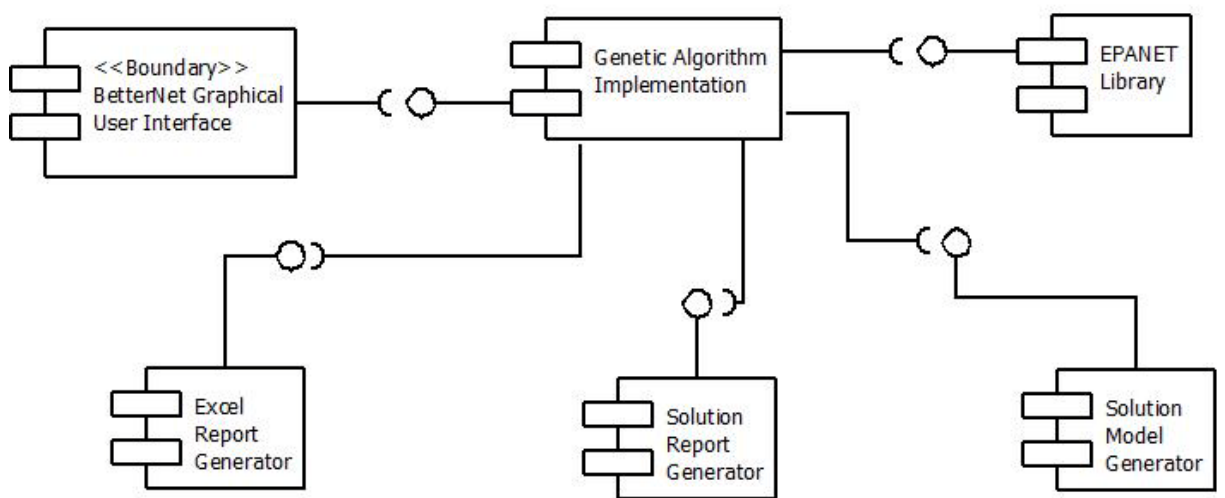 <<Boundary>>
BetterNet Graphical
User Interface
Genetic Algorithm
Implementation
EPANET
Library
Excel
Report
Generator
Solution
Report
Generator
Solution
Model
Generator